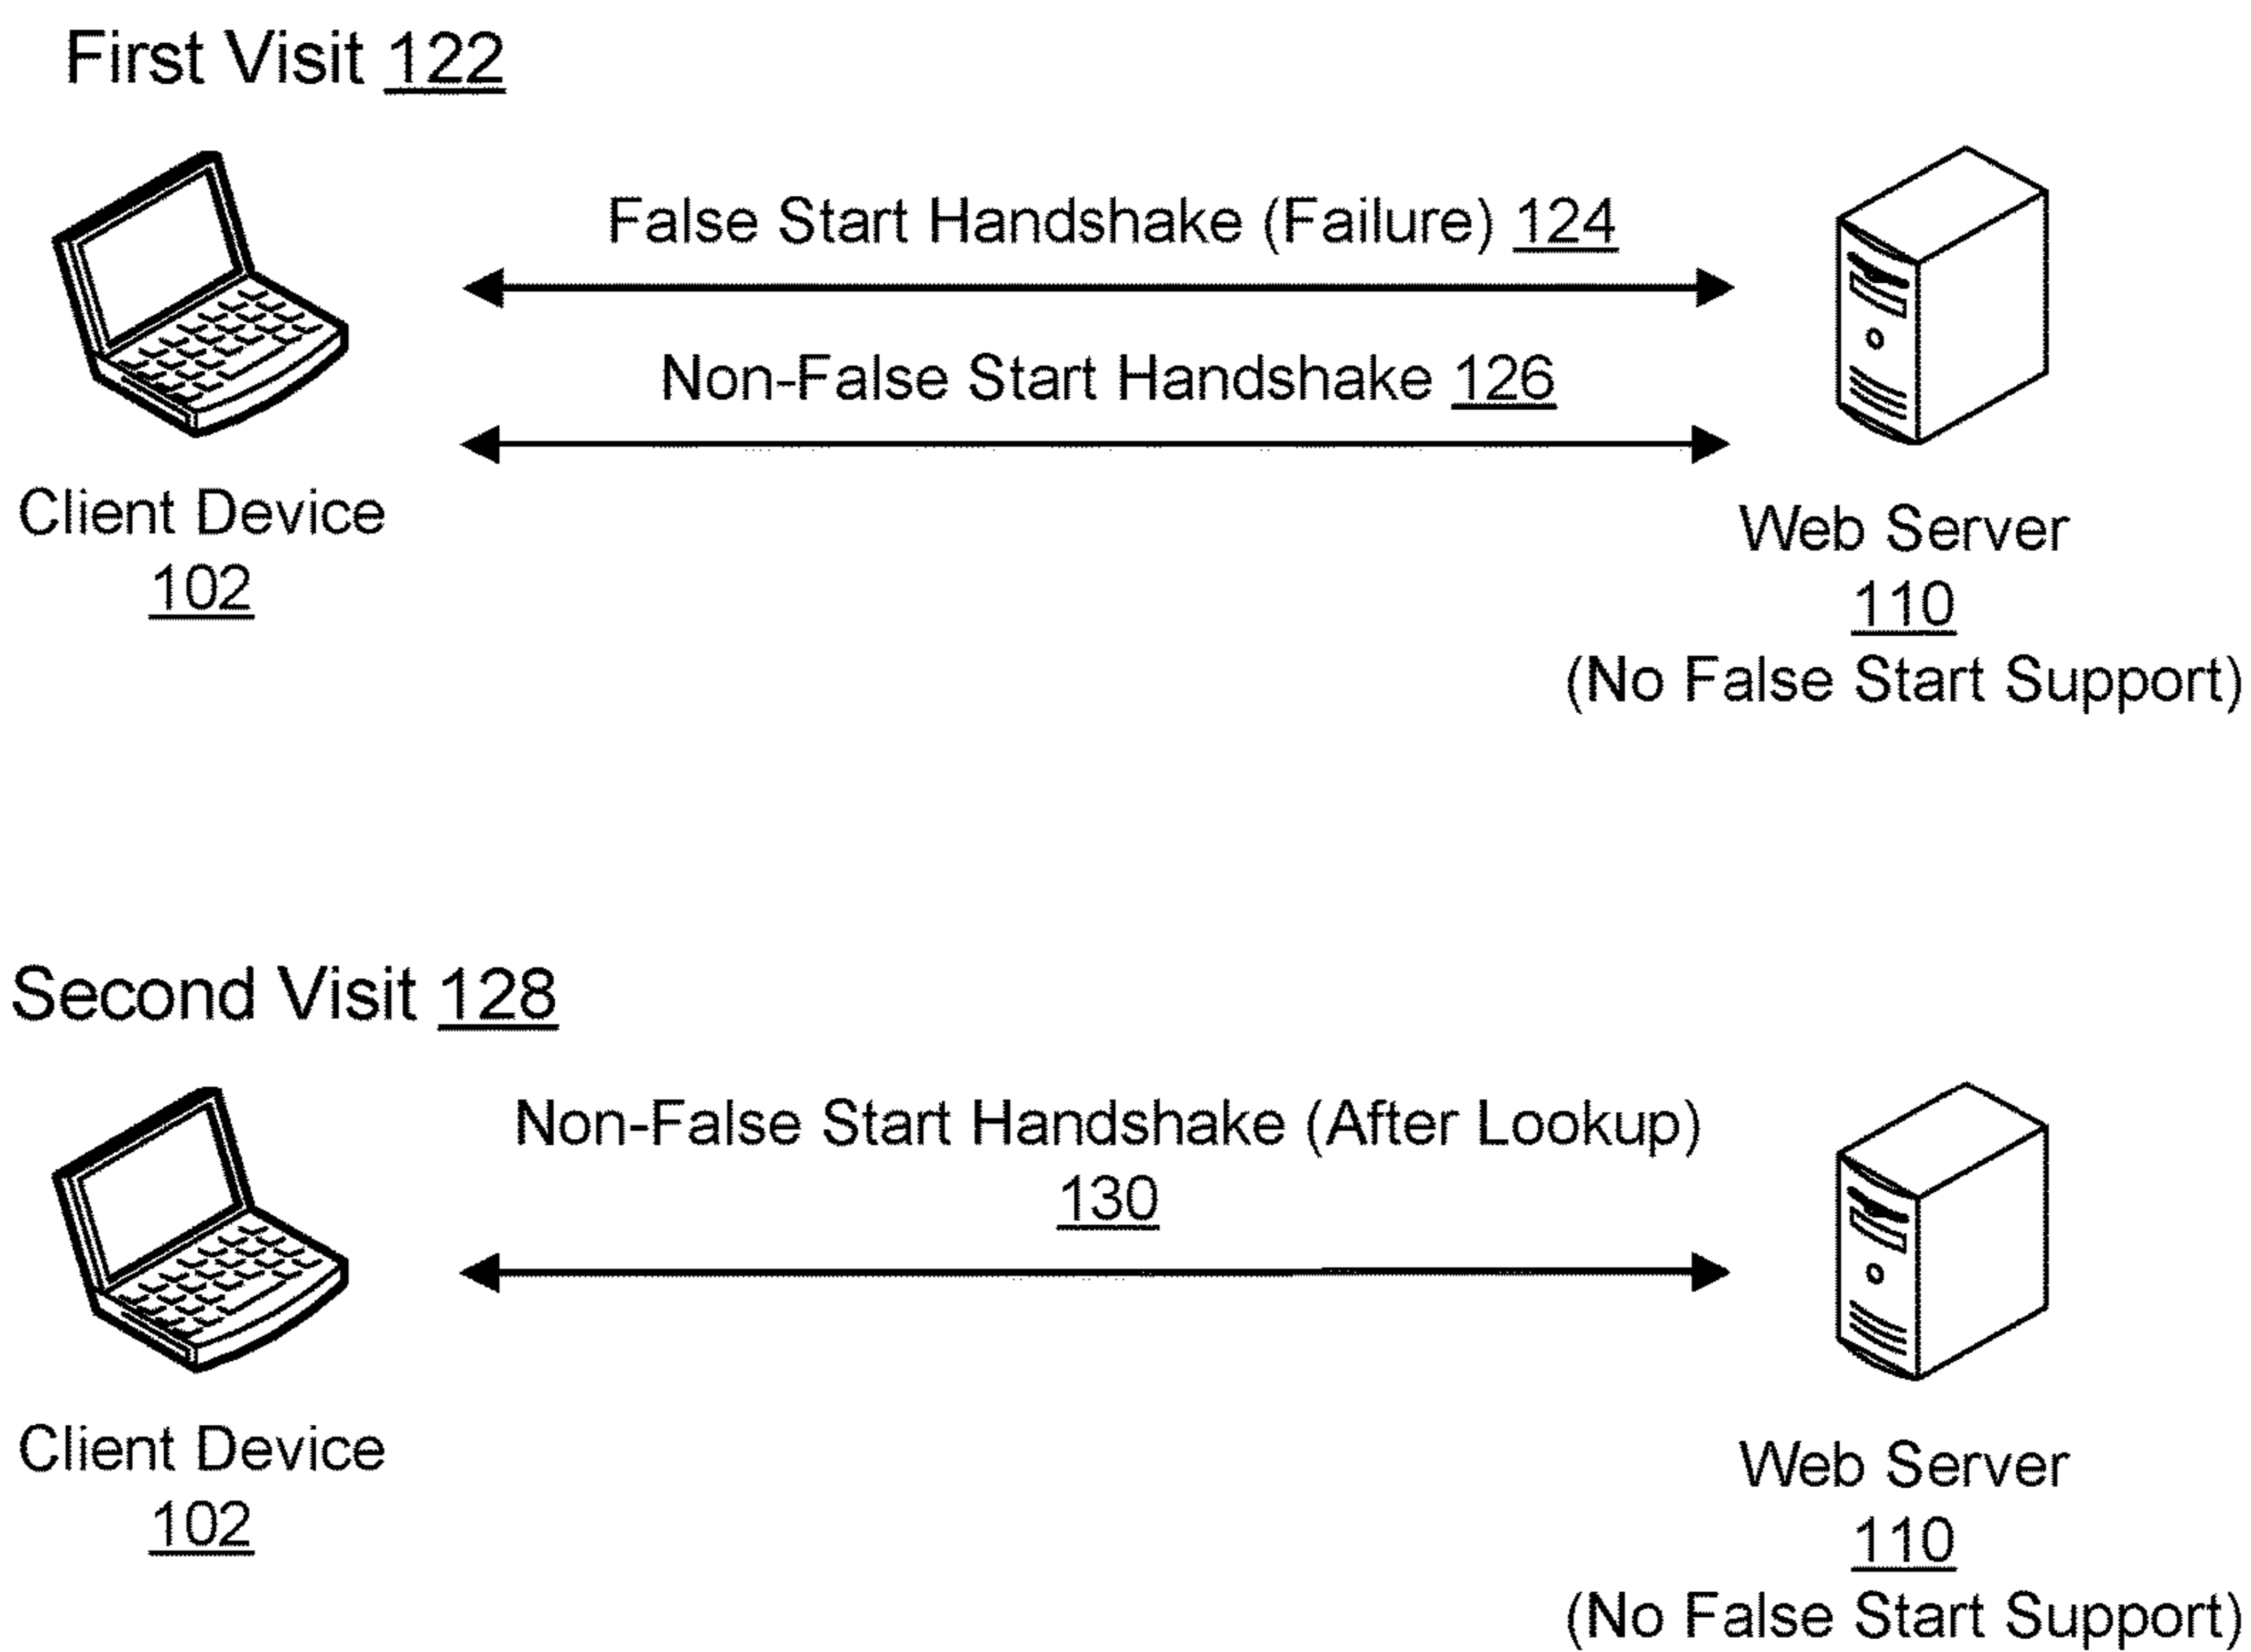 First Visit 122
False Start Handshake (Failure) 124
Non-False Start Handshake 126
Client Device
102
Web Server
110
(No False Start Support)
Second Visit 128
Non-False Start Handshake (After Lookup)
130
Client Device
102
Web Server
110
(No False Start Support)